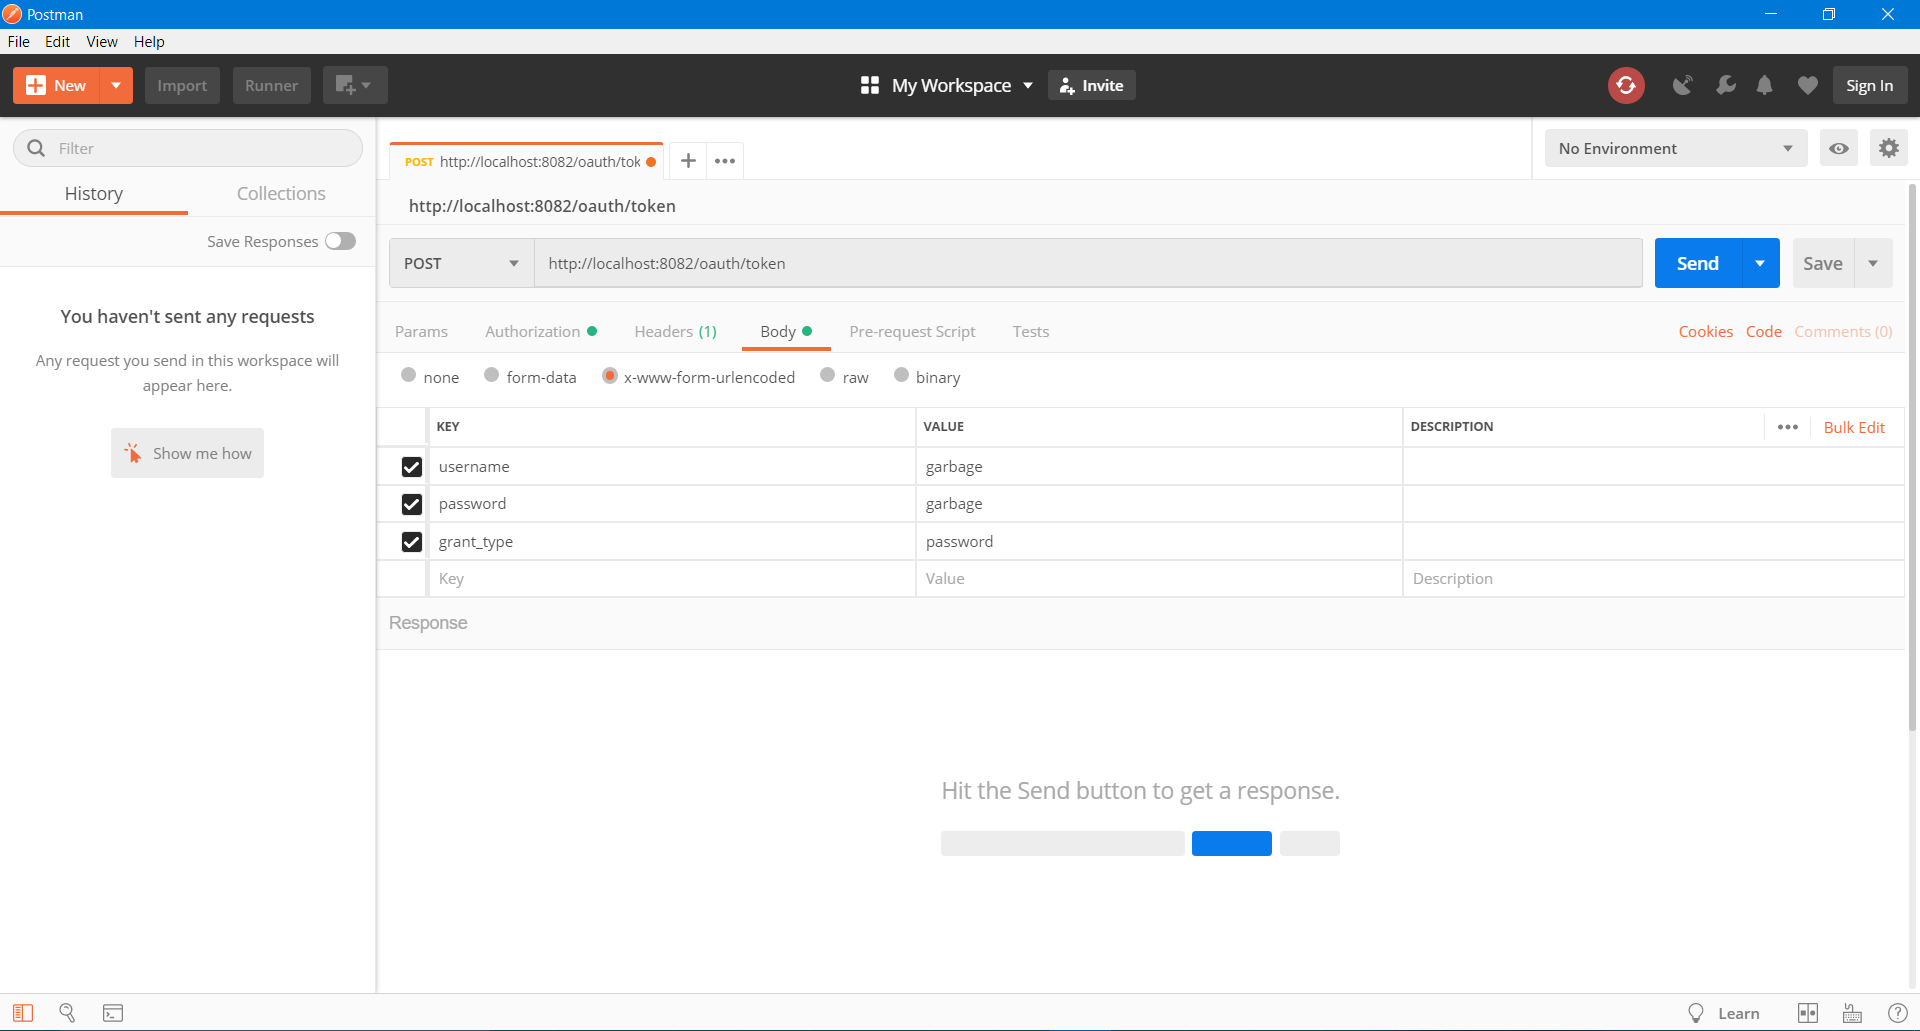 Postman
File Edit View Help
New Import Runner My Workspace Invite Sign In
Filter
History Collections
Save Responses
You haven't sent any requests
Any request you send in this workspace will
appear here.
Show me how
POST http://localhost:8082/oauth/tok
No Environment
http://localhost:8082/oauth/token
POST http://localhost:8082/oauth/token Send Save
Params Authorization Headers (1) Body Pre-request Script Tests Cookies Code Comments (0)
none form-data x-www-form-urlencoded raw binary
KEY VALUE DESCRIPTION Bulk Edit
username garbage
password garbage
grant_type password
Key Value Description
Response
Hit the Send button to get a response.
Learn